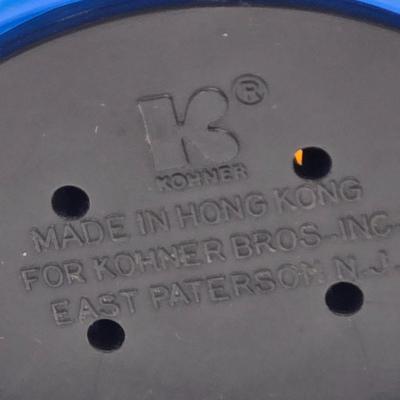 K®
KOHNER
MADE IN HONG KONG
FOR KOHNER BROS. INC.
EAST PATERSON N.J.